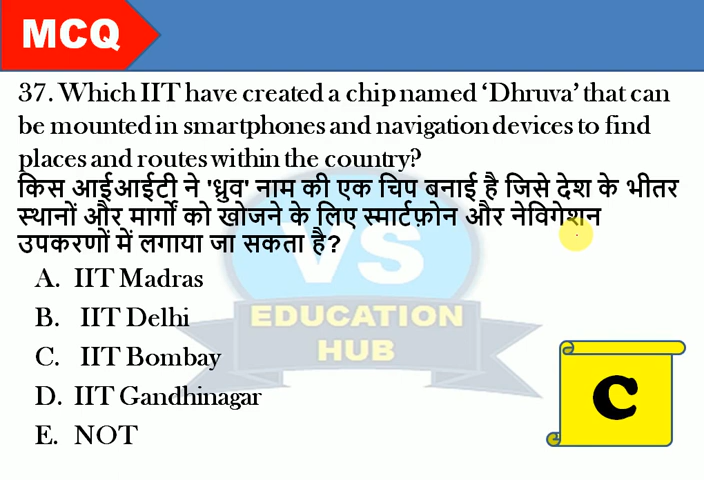 MCQ
37. Which IIT have created a chip named ‘Dhruva’ that can
be mounted in smartphones and navigation devices to find
places and routes within the country?
किस आईआईटी ने 'ध्रुव' नाम की एक चिप बनाई है जिसे देश के भीतर
स्थानों और मार्गों को खोजने के लिए स्मार्टफ़ोन और नेविगेशन
उपकरणों में लगाया जा सकता है?
A. IIT Madras
B. IIT Delhi
C. IIT Bombay
D. IIT Gandhinagar
E. NOT
VS
EDUCATION
HUB
C